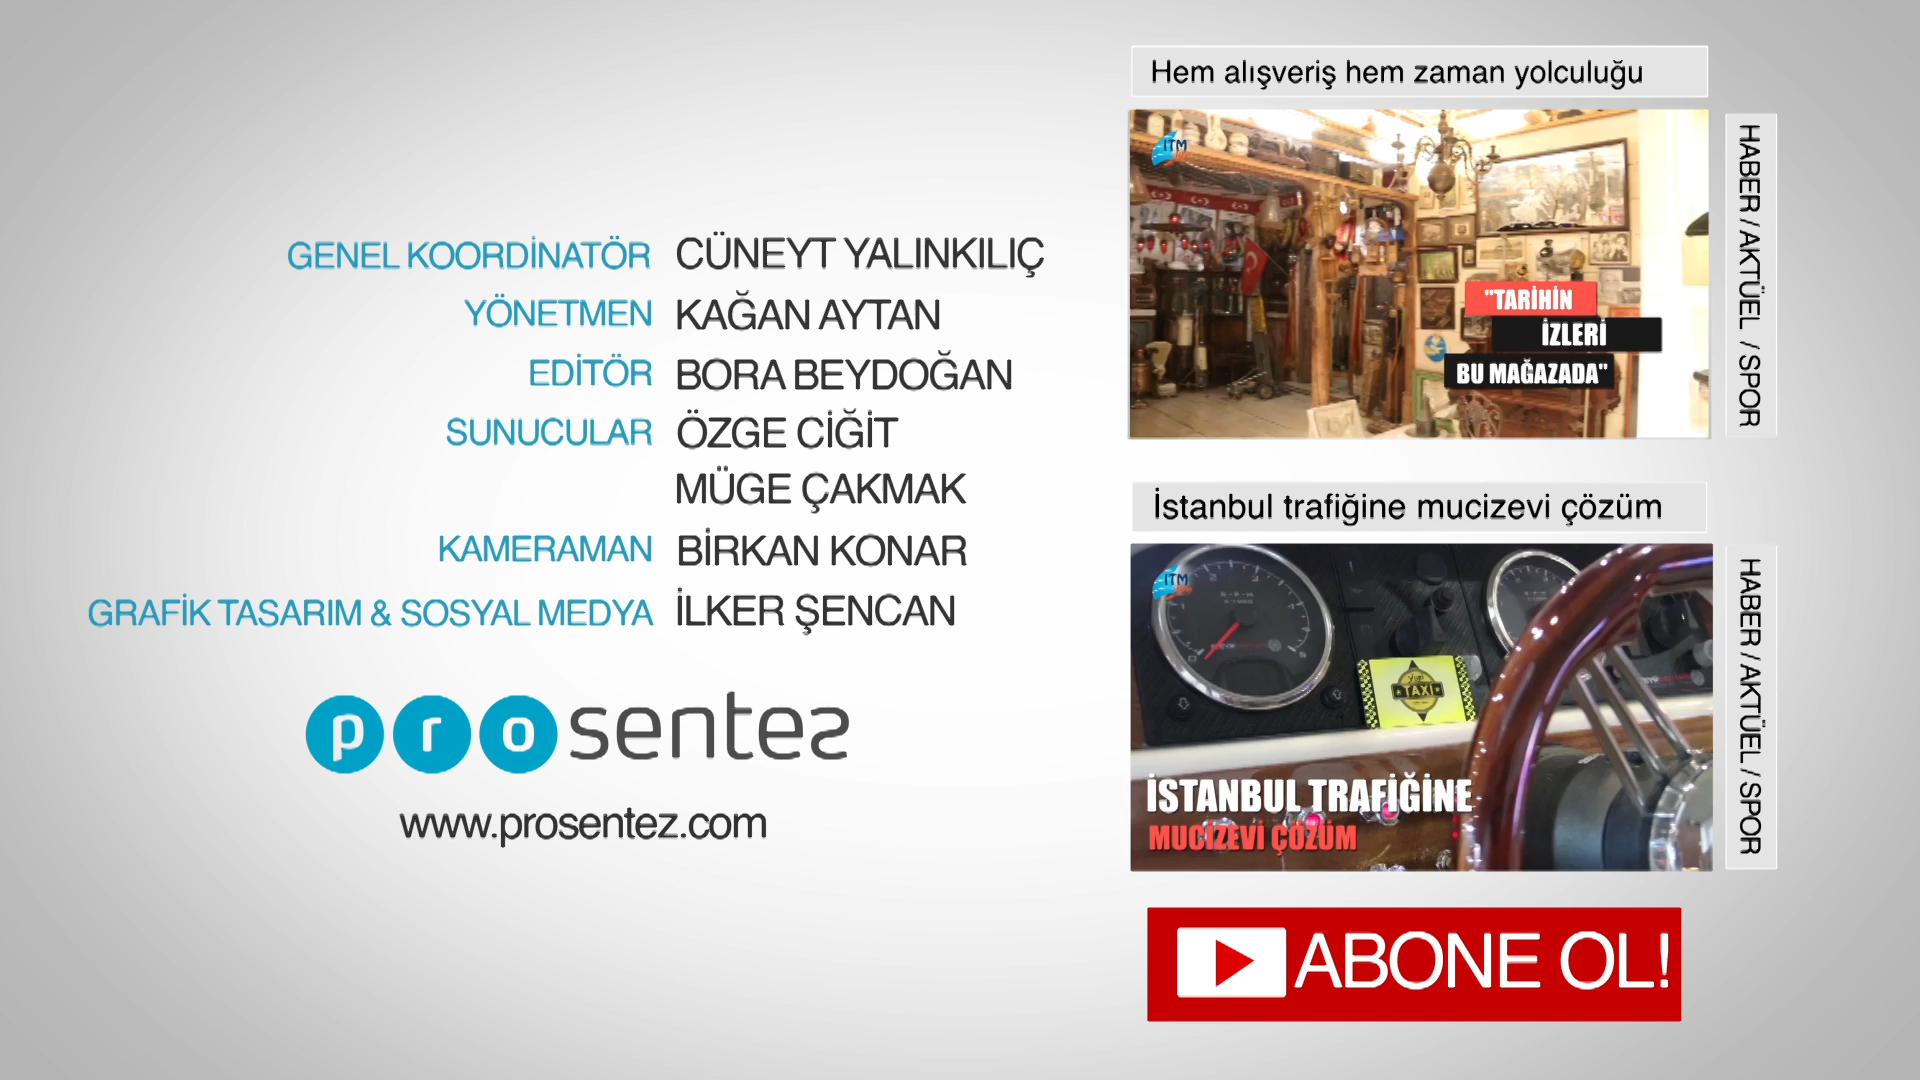 GENEL KOORDİNATÖR CÜNEYT YALINKILIÇ
YÖNETMEN KAĞAN AYTAN
EDİTÖR BORA BEYDOĞAN
SUNUCULAR ÖZGE CİĞİT
MÜGE ÇAKMAK
KAMERAMAN BİRKAN KONAR
GRAFİK TASARIM & SOSYAL MEDYA İLKER ŞENCAN
prosentez
www.prosentez.com
Hem alışveriş hem zaman yolculuğu
ITM
"TARİHİN
İZLERİ
BU MAĞAZADA"
HABER / AKTÜEL / SPOR
İstanbul trafiğine mucizevi çözüm
ITM
TAXI
İSTANBUL TRAFİĞİNE
MUCİZEVİ ÇÖZÜM
HABER / AKTÜEL / SPOR
ABONE OL!